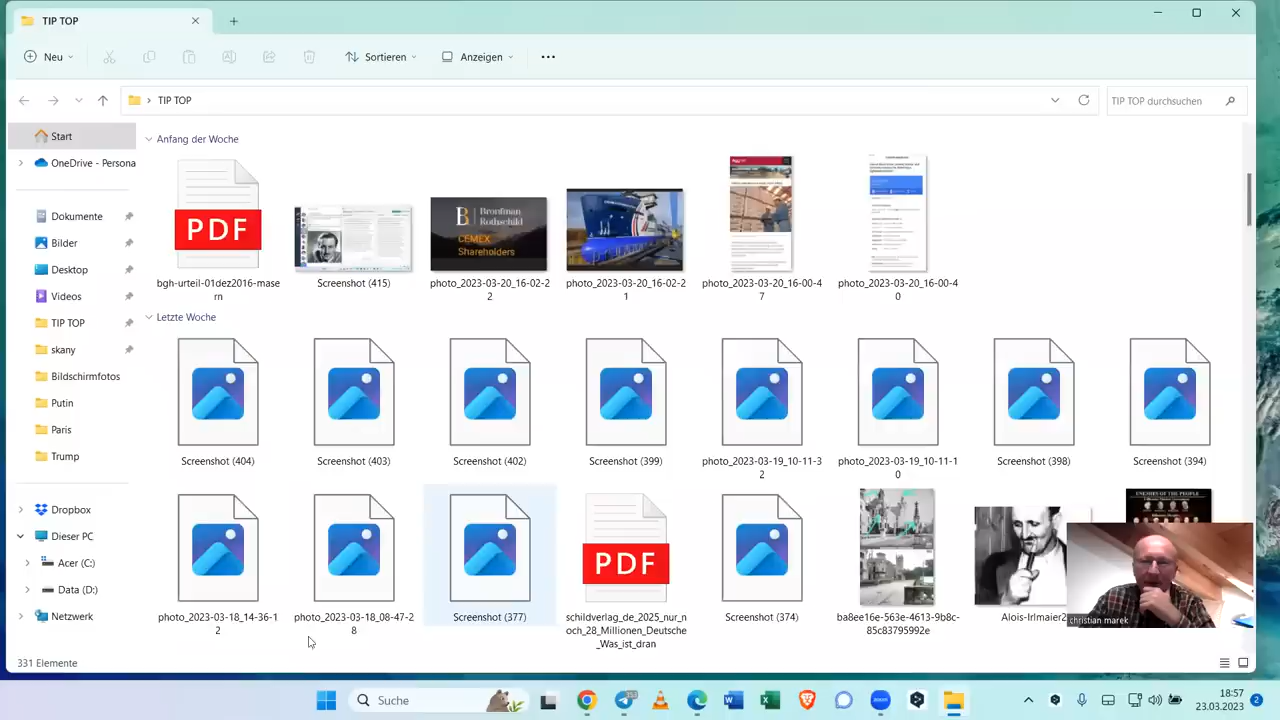 TIP TOP
Neu
Sortieren
Anzeigen
TIP TOP
TIP TOP durchsuchen
Start
OneDrive - Persona
Dokumente
Bilder
Desktop
Videos
TIP TOP
skany
Bildschirmfotos
Putin
Paris
Trump
Dropbox
Dieser PC
Acer (C:)
Data (D:)
Netzwerk
Anfang der Woche
PDF
Bronfman
Rothschild
CEMEX
Shareholders
bgh-urteil-01dez2016-mase
rn
Screenshot (415)
photo_2023-03-20_16-02-2
2
photo_2023-03-20_16-02-2
1
photo_2023-03-20_16-00-4
7
photo_2023-03-20_16-00-4
0
Letzte Woche
Screenshot (404)
Screenshot (403)
Screenshot (402)
Screenshot (399)
photo_2023-03-19_10-11-3
2
photo_2023-03-19_10-11-1
0
Screenshot (398)
Screenshot (394)
PDF
ENEMIES OF THE PEOPLE
photo_2023-03-18_14-36-1
2
photo_2023-03-18_08-47-2
8
Screenshot (377)
schildverlag_de_2025_nur_n
och_28_Millionen_Deutsche
_Was_ist_dran
Screenshot (374)
ba8ee16e-563e-4613-9b8c-
85c83795992e
Alois-Irlmaier2
christian marek
331 Elemente
Suche
18:57
23.03.2023
2